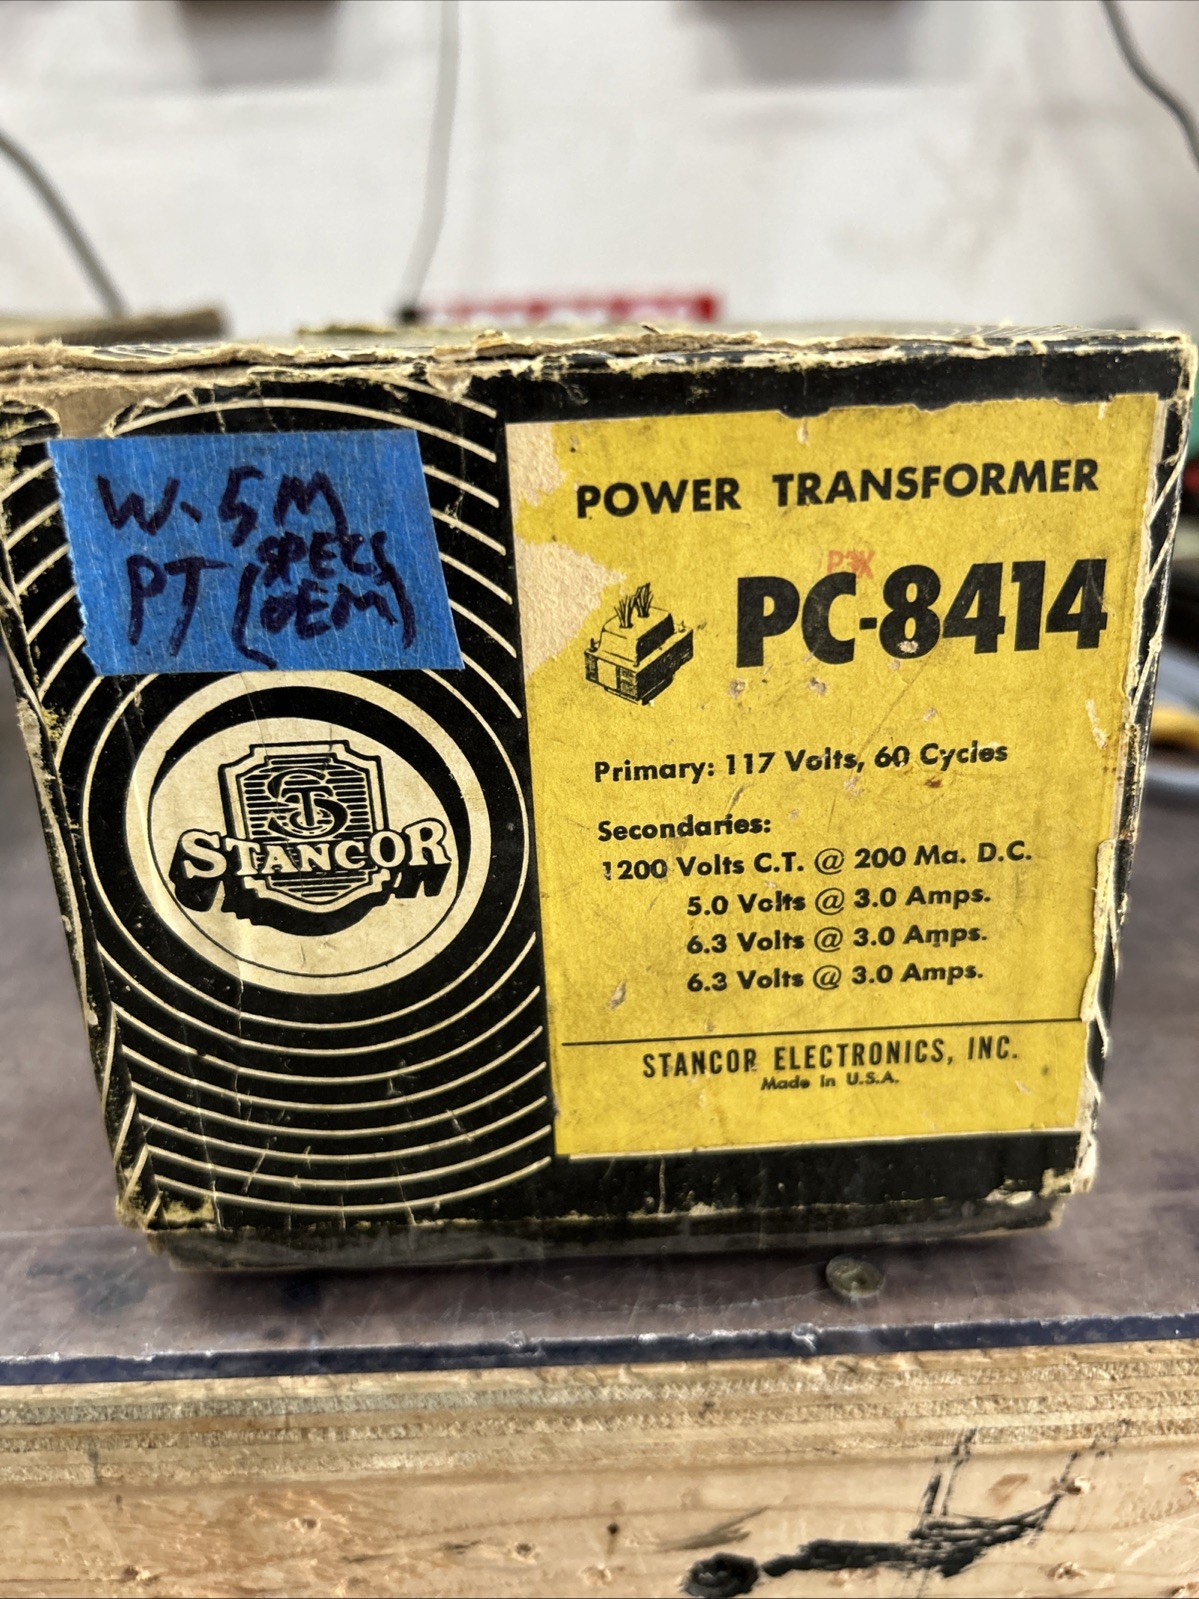 W-5M
PT (SPECS
OEM)
ST
STANCOR
POWER TRANSFORMER
PC-8414
Primary: 117 Volts, 60 Cycles
Secondaries:
1200 Volts C.T. @ 200 Ma. D.C.
5.0 Volts @ 3.0 Amps.
6.3 Volts @ 3.0 Amps.
6.3 Volts @ 3.0 Amps.
STANCOR ELECTRONICS, INC.
Made in U.S.A.